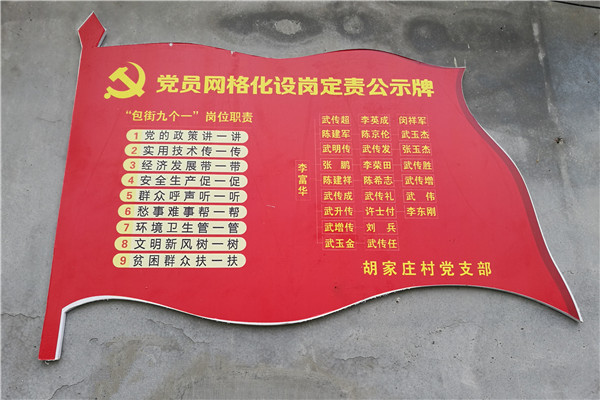 党员网格化设岗定责公示牌
“包街九个一”岗位职责
1 党的政策讲一讲
2 实用技术传一传
3 经济发展带一带
4 安全生产促一促
5 群众呼声听一听
6 愁事难事帮一帮
7 环境卫生管一管
8 文明新风树一树
9 贫困群众扶一扶
李富华
武传超 李英成 闵祥军
陈建军 陈京伦 武玉杰
武明传 武传发 张玉杰
张鹏 李荣田 武传胜
陈建祥 陈希志 武传增
武传成 武传礼 武伟
武升传 许士付 李东刚
武增传 刘兵
武玉金 武传任
胡家庄村党支部